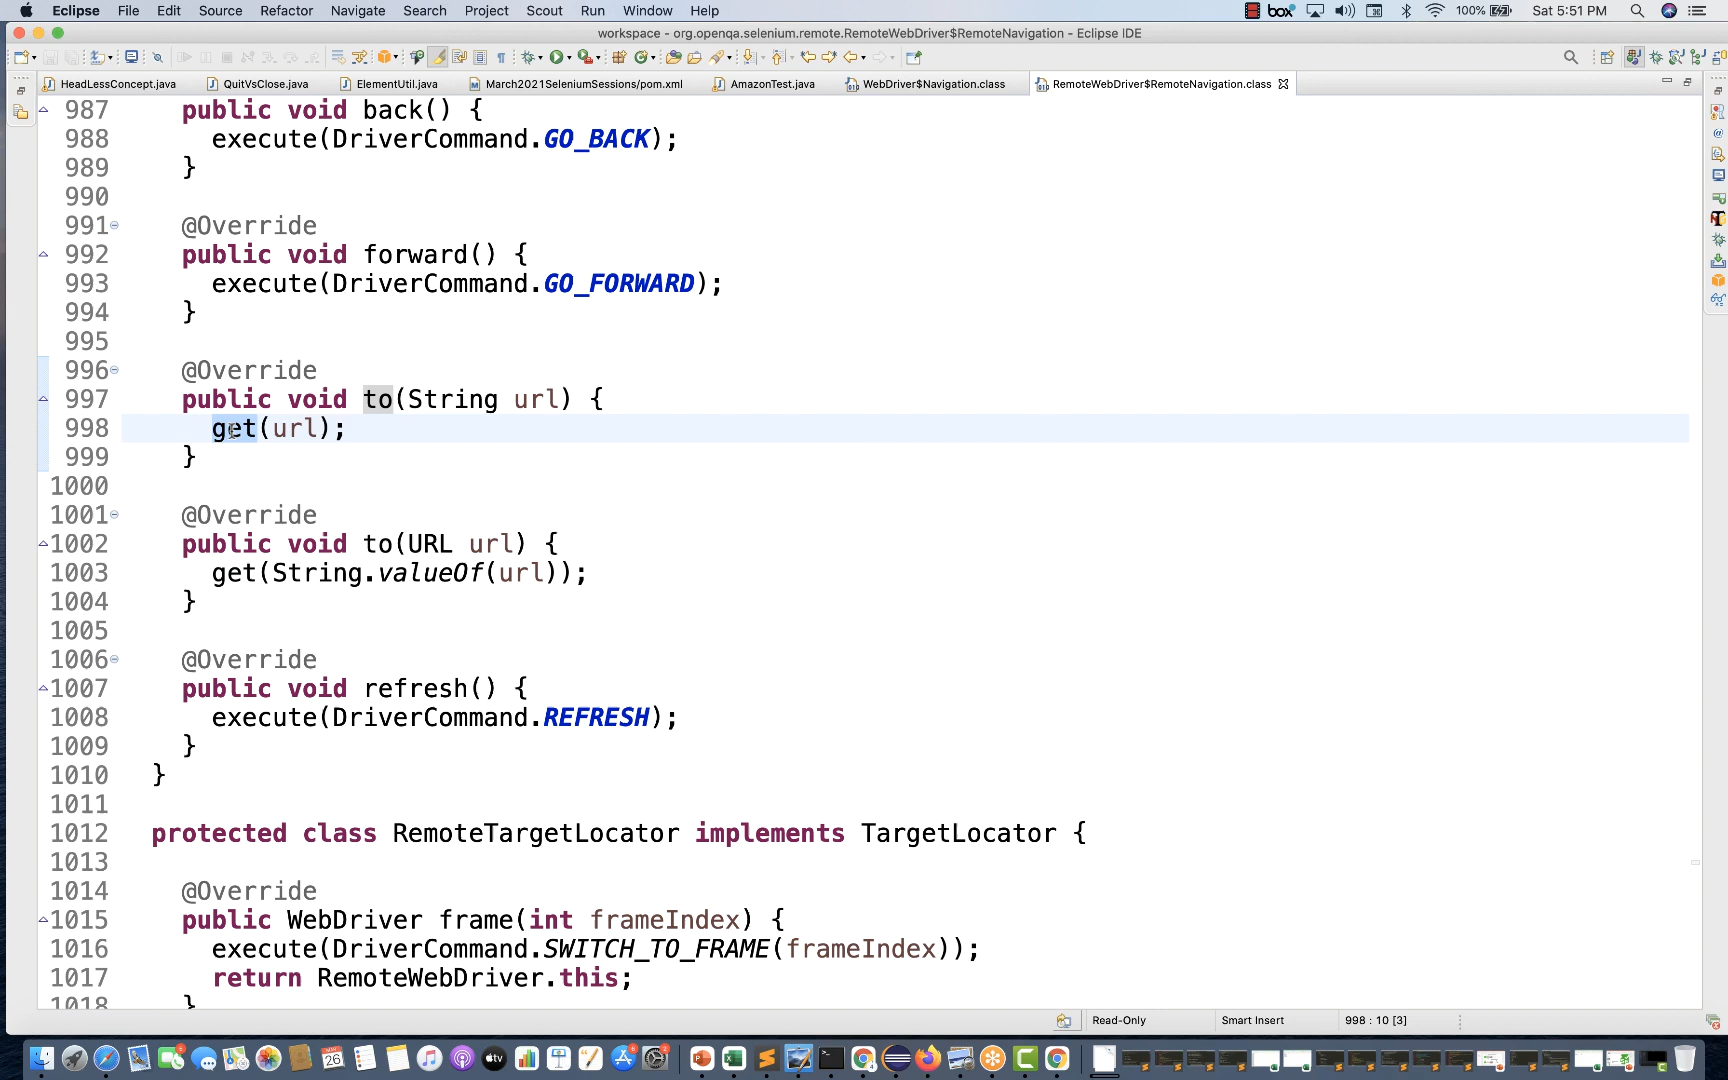 Eclipse File Edit Source Refactor Navigate Search Project Scout Run Window Help box 100% Sat 5:51 PM
workspace - org.openqa.selenium.remote.RemoteWebDriver$RemoteNavigation - Eclipse IDE
HeadLessConcept.java QuitVsClose.java ElementUtil.java March2021SeleniumSessions/pom.xml AmazonTest.java WebDriver$Navigation.class RemoteWebDriver$RemoteNavigation.class
987 public void back() {
988 execute(DriverCommand.GO_BACK);
989 }
990
991 @Override
992 public void forward() {
993 execute(DriverCommand.GO_FORWARD);
994 }
995
996 @Override
997 public void to(String url) {
998 get(url);
999 }
1000
1001 @Override
1002 public void to(URL url) {
1003 get(String.valueOf(url));
1004 }
1005
1006 @Override
1007 public void refresh() {
1008 execute(DriverCommand.REFRESH);
1009 }
1010 }
1011
1012 protected class RemoteTargetLocator implements TargetLocator {
1013
1014 @Override
1015 public WebDriver frame(int frameIndex) {
1016 execute(DriverCommand.SWITCH_TO_FRAME(frameIndex));
1017 return RemoteWebDriver.this;
1018 }
Read-Only Smart Insert 998 : 10 [3]
26 tv